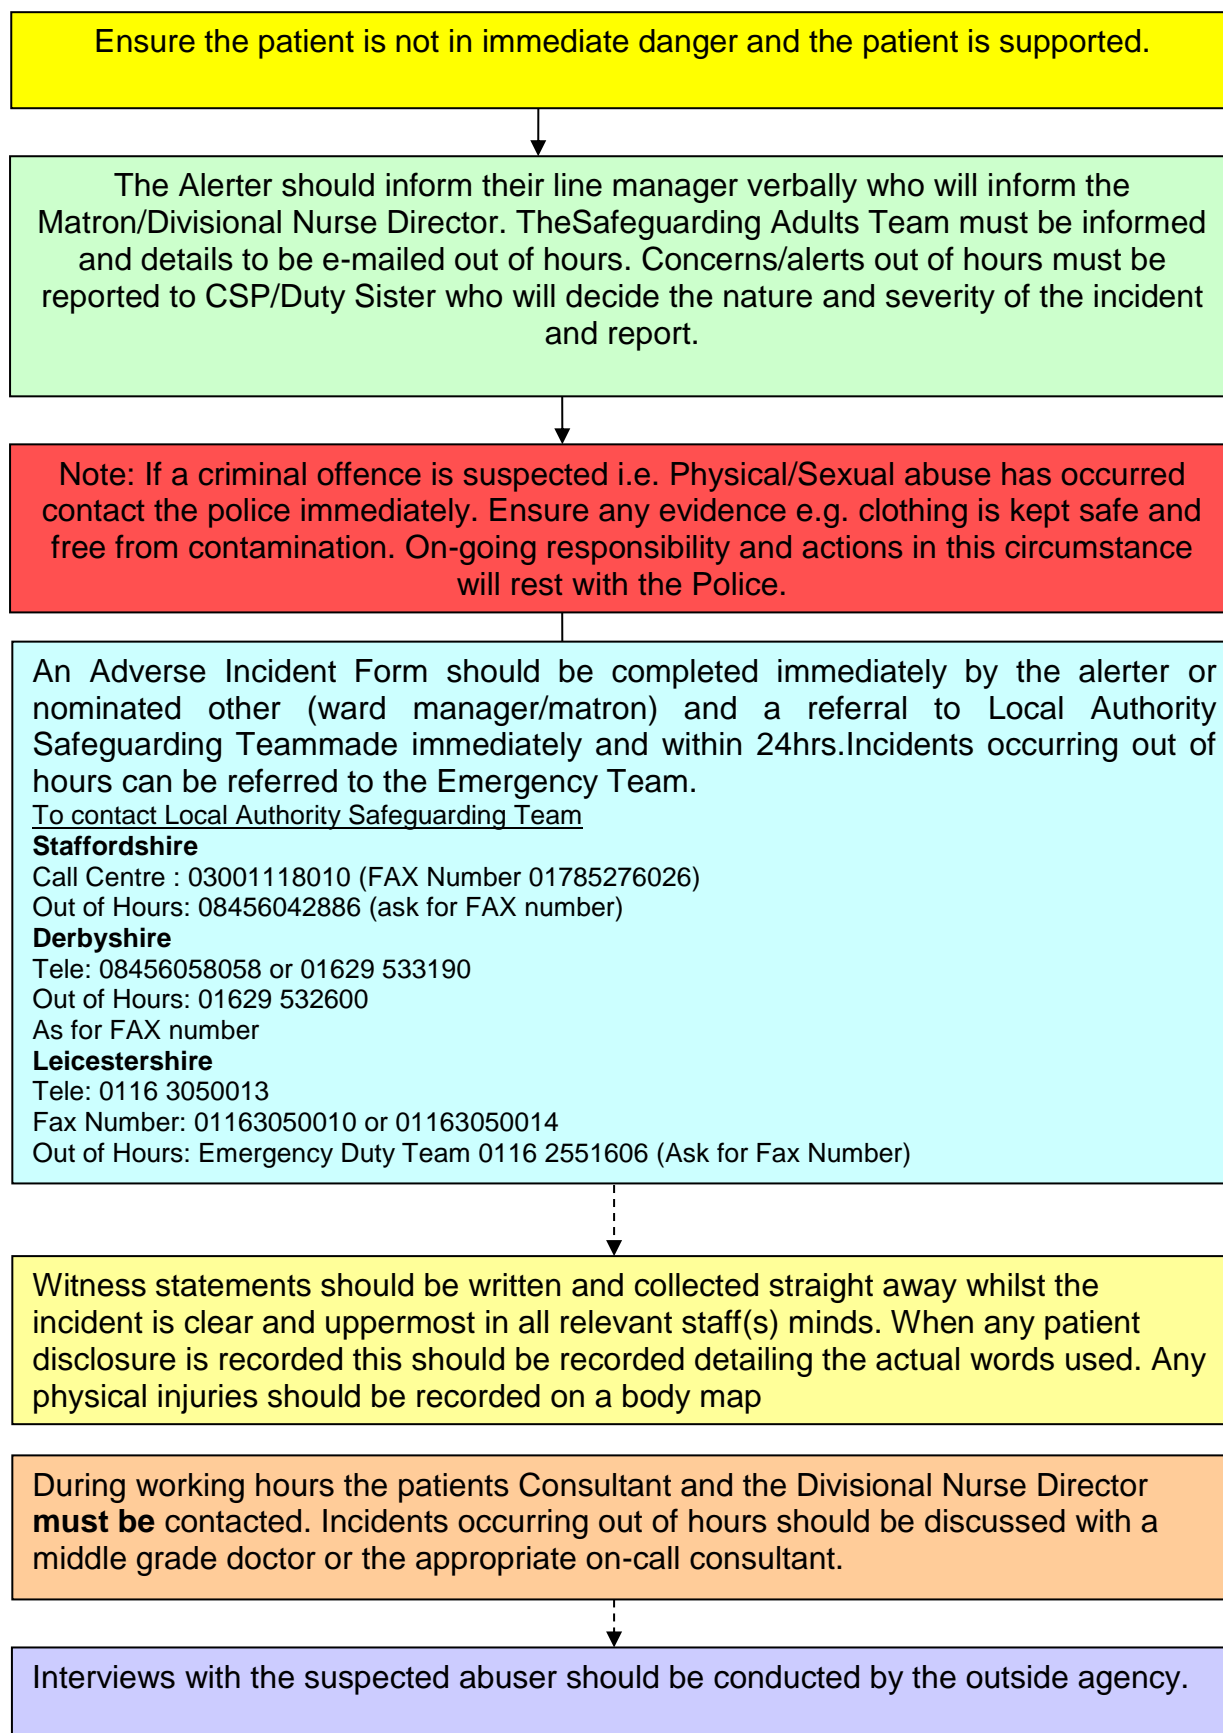 Ensure the patient is not in immediate danger and the patient is supported.
The Alerter should inform their line manager verbally who will inform the
Matron/Divisional Nurse Director. TheSafeguarding Adults Team must be informed
and details to be e-mailed out of hours. Concerns/alerts out of hours must be
reported to CSP/Duty Sister who will decide the nature and severity of the incident
and report.
Note: If a criminal offence is suspected i.e. Physical/Sexual abuse has occurred
contact the police immediately. Ensure any evidence e.g. clothing is kept safe and
free from contamination. On-going responsibility and actions in this circumstance
will rest with the Police.
An Adverse Incident Form should be completed immediately by the alerter or
nominated other (ward manager/matron) and a referral to Local Authority
Safeguarding Teammade immediately and within 24hrs.Incidents occurring out of
hours can be referred to the Emergency Team.
To contact Local Authority Safeguarding Team
Staffordshire
Call Centre : 03001118010 (FAX Number 01785276026)
Out of Hours: 08456042886 (ask for FAX number)
Derbyshire
Tele: 08456058058 or 01629 533190
Out of Hours: 01629 532600
As for FAX number
Leicestershire
Tele: 0116 3050013
Fax Number: 01163050010 or 01163050014
Out of Hours: Emergency Duty Team 0116 2551606 (Ask for Fax Number)
Witness statements should be written and collected straight away whilst the
incident is clear and uppermost in all relevant staff(s) minds. When any patient
disclosure is recorded this should be recorded detailing the actual words used. Any
physical injuries should be recorded on a body map
During working hours the patients Consultant and the Divisional Nurse Director
must be contacted. Incidents occurring out of hours should be discussed with a
middle grade doctor or the appropriate on-call consultant.
Interviews with the suspected abuser should be conducted by the outside agency.